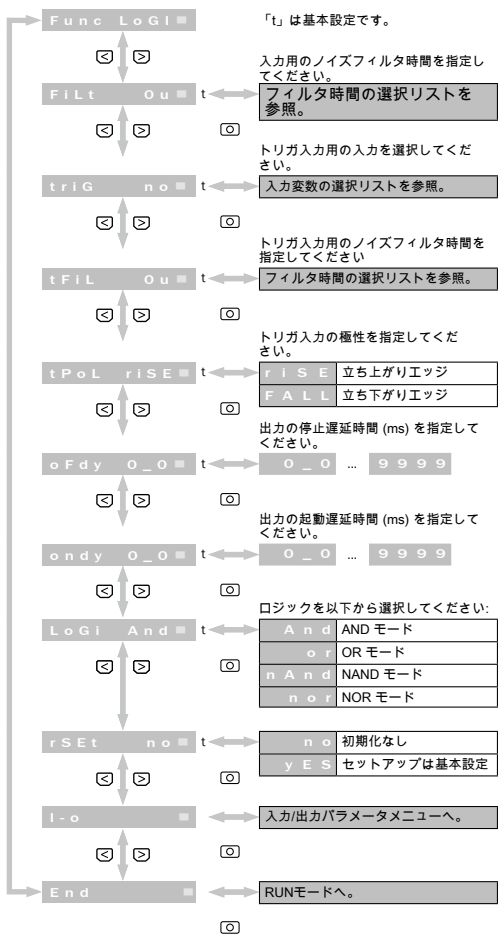 Func LoGI
「t」は基本設定です。
入力用のノイズフィルタ時間を指定し
てください。
FiLt 0u t
フィルタ時間の選択リストを
参照。
トリガ入力用の入力を選択してくだ
さい。
triG no t
入力変数の選択リストを参照。
トリガ入力用のノイズフィルタ時間を
指定してください
tFiL 0u t
フィルタ時間の選択リストを参照。
トリガ入力の極性を指定してくだ
さい。
tPoL riSE t
riSE 立ち上がりエッジ
FALL 立ち下がりエッジ
出力の停止遅延時間 (ms) を指定して
ください。
oFdy 0_0 t
0_0 ... 9999
出力の起動遅延時間 (ms) を指定して
ください。
ondy 0_0 t
0_0 ... 9999
ロジックを以下から選択してください:
LoGi And t
And AND モード
or OR モード
nAnd NAND モード
nor NOR モード
rSEt no t
no 初期化なし
yES セットアップは基本設定
I-o
入力/出力パラメータメニューへ。
End
RUNモードへ。